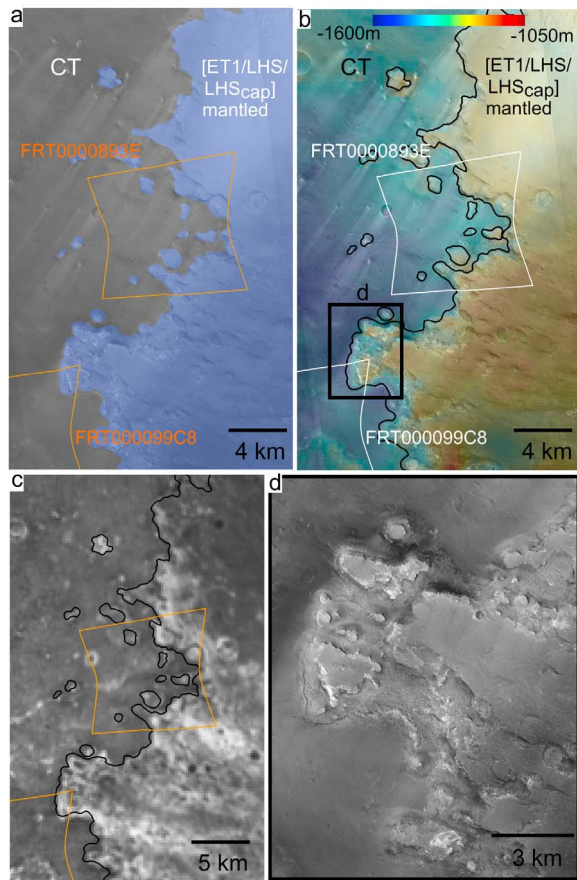 a
CT
[ET1/LHS/
LHScap]
mantled
FRT0000893E
FRT000099C8
4 km
b
-1600m
-1050m
CT
[ET1/LHS/
LHScap]
mantled
FRT0000893E
d
FRT000099C8
4 km
c
5 km
d
3 km